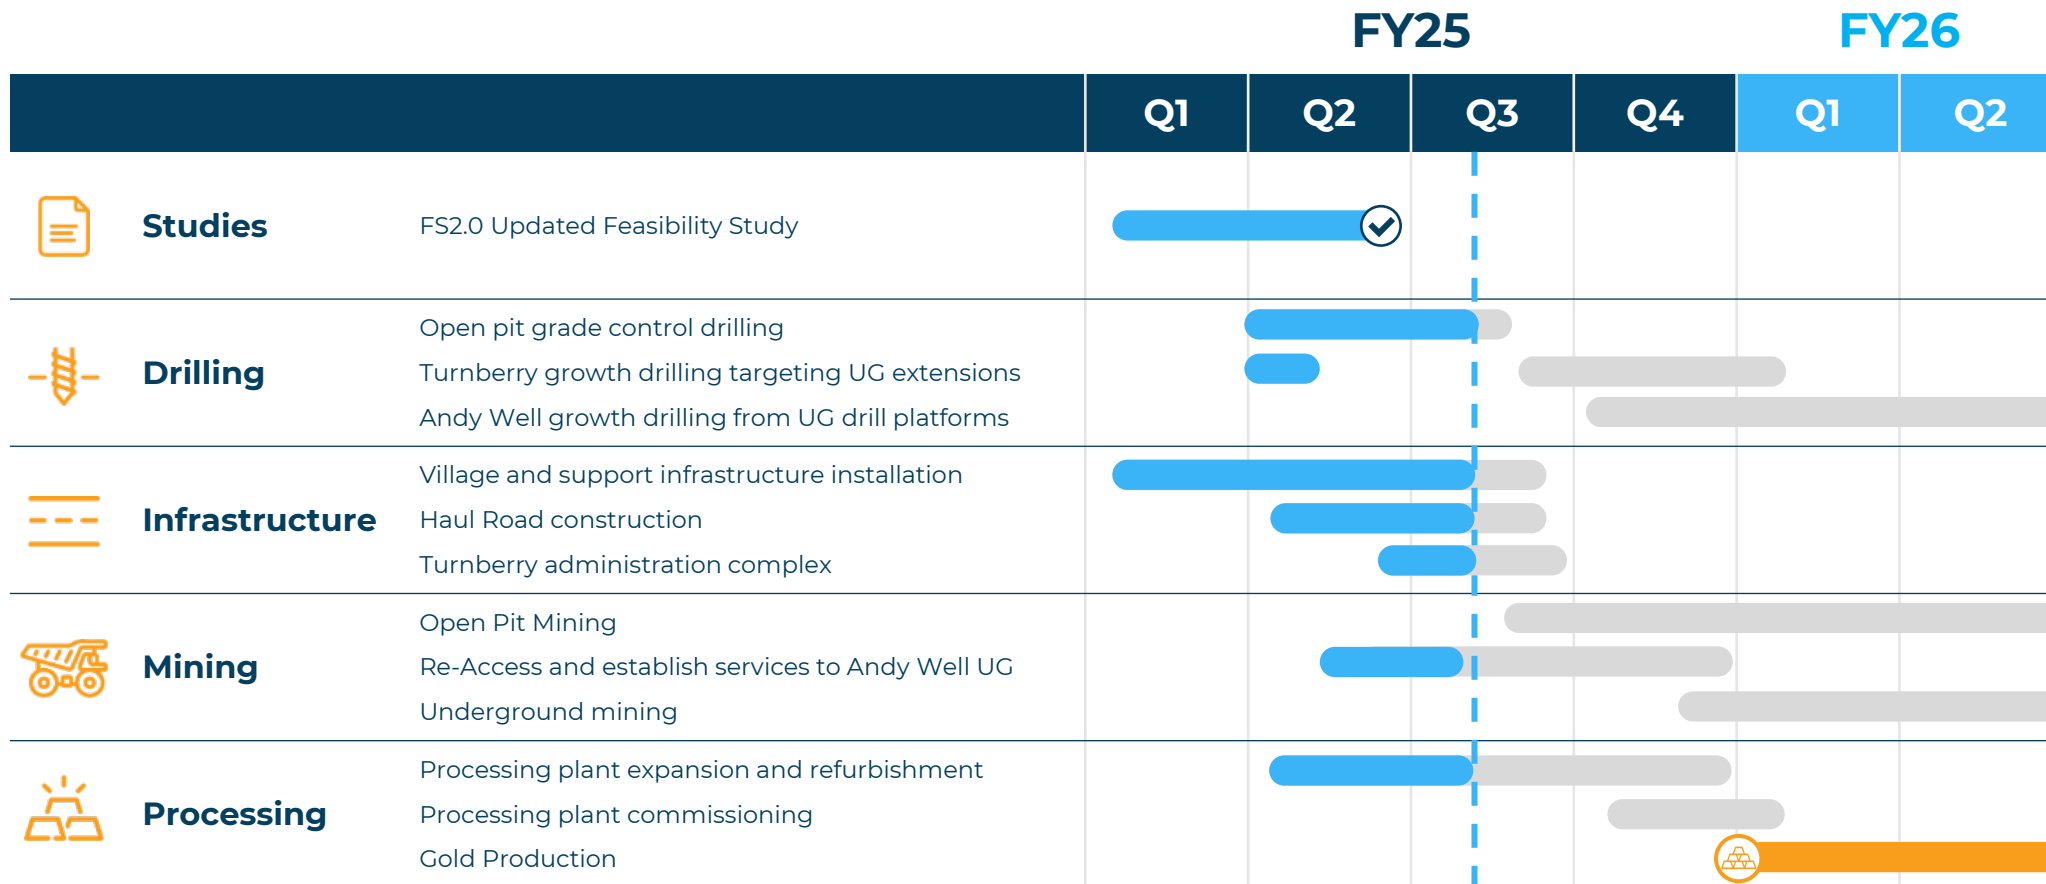 FY25 FY26
Q1 Q2 Q3 Q4 Q1 Q2
Studies
FS2.0 Updated Feasibility Study
Drilling
Open pit grade control drilling
Turnberry growth drilling targeting UG extensions
Andy Well growth drilling from UG drill platforms
Infrastructure
Village and support infrastructure installation
Haul Road construction
Turnberry administration complex
Mining
Open Pit Mining
Re-Access and establish services to Andy Well UG
Underground mining
Processing
Processing plant expansion and refurbishment
Processing plant commissioning
Gold Production